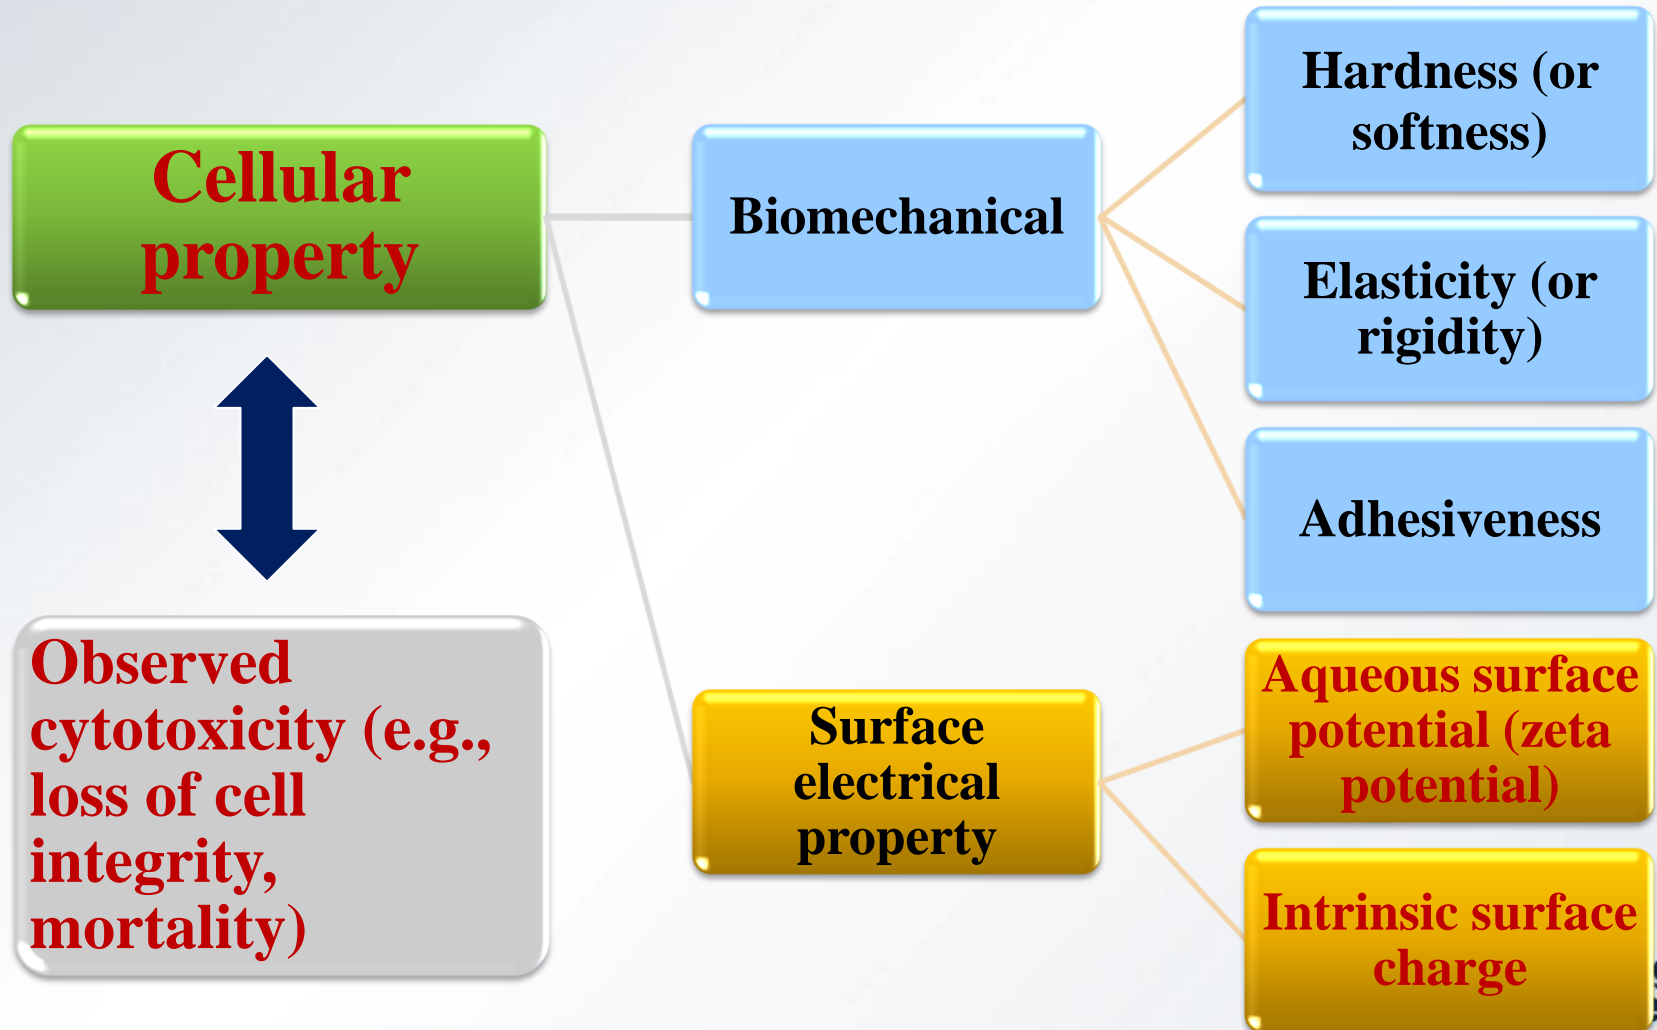 Cellular
property
Observed
cytotoxicity (e.g.,
loss of cell
integrity,
mortality)
Biomechanical
Surface
electrical
property
Hardness (or
softness)
Elasticity (or
rigidity)
Adhesiveness
Aqueous surface
potential (zeta
potential)
Intrinsic surface
charge